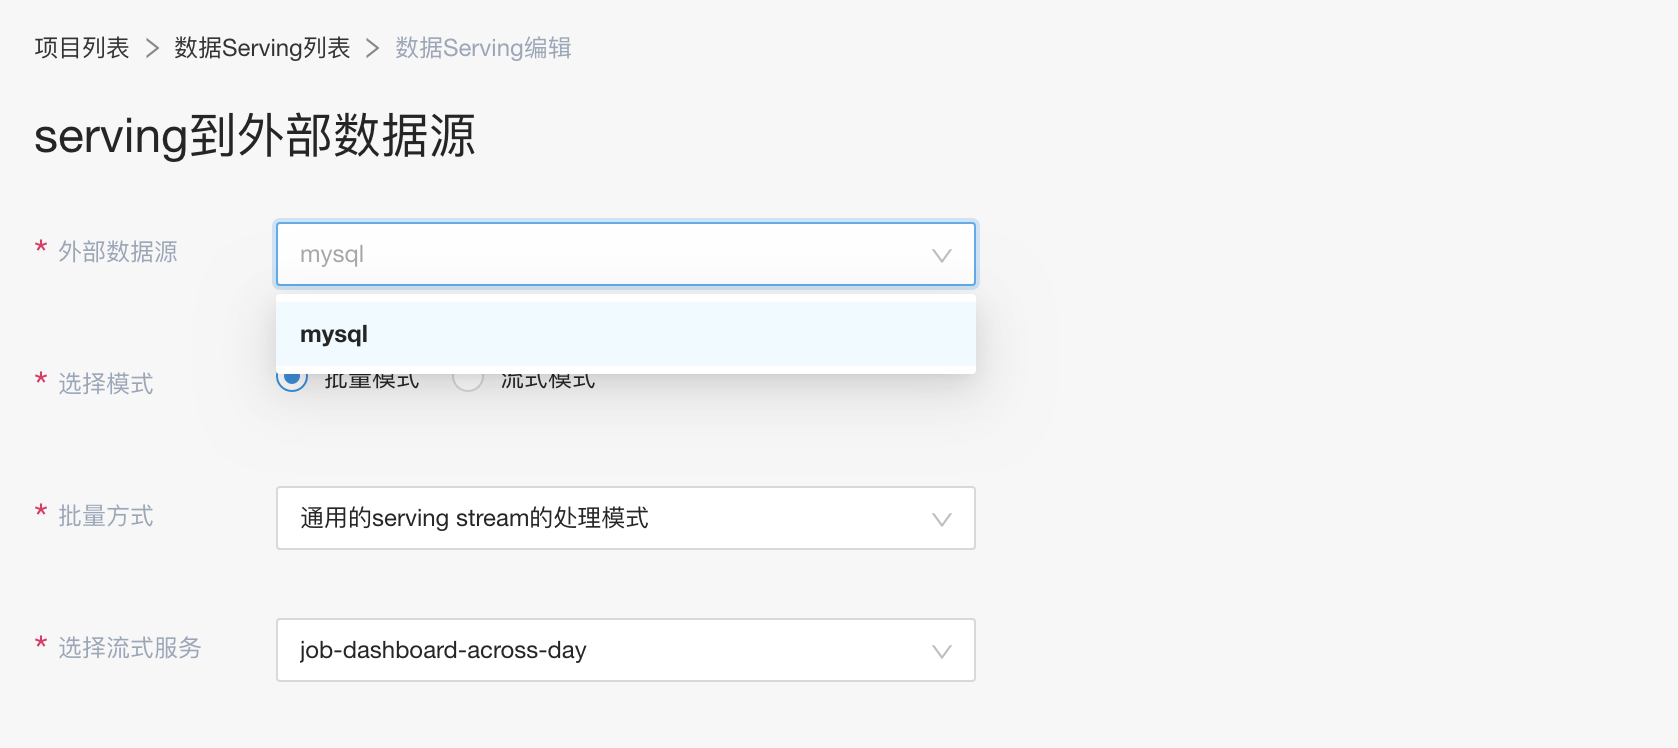 项目列表 > 数据Serving列表 > 数据Serving编辑
serving到外部数据源
* 外部数据源 mysql
mysql
* 选择模式 批量模式 流式模式
* 批量方式 通用的serving stream的处理模式
* 选择流式服务 job-dashboard-across-day